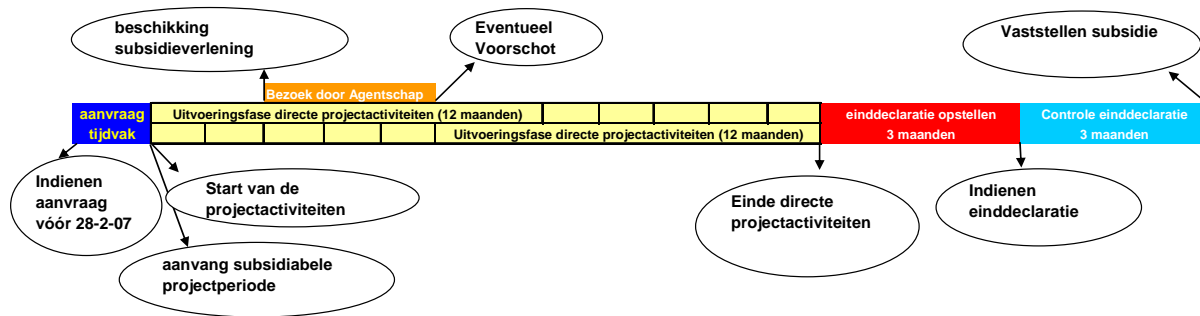 beschikking
subsidieverlening
Eventueel
Voorschot
Vaststellen subsidie
Bezoek door Agentschap
aanvraag
tijdvak
Uitvoeringsfase directe projectactiviteiten (12 maanden)
Uitvoeringsfase directe projectactiviteiten (12 maanden)
einddeclaratie opstellen
3 maanden
Controle einddeclaratie
3 maanden
Indienen
aanvraag
vóór 28-2-07
Start van de
projectactiviteiten
Einde directe
projectactiviteiten
Indienen
einddeclaratie
aanvang subsidiabele
projectperiode